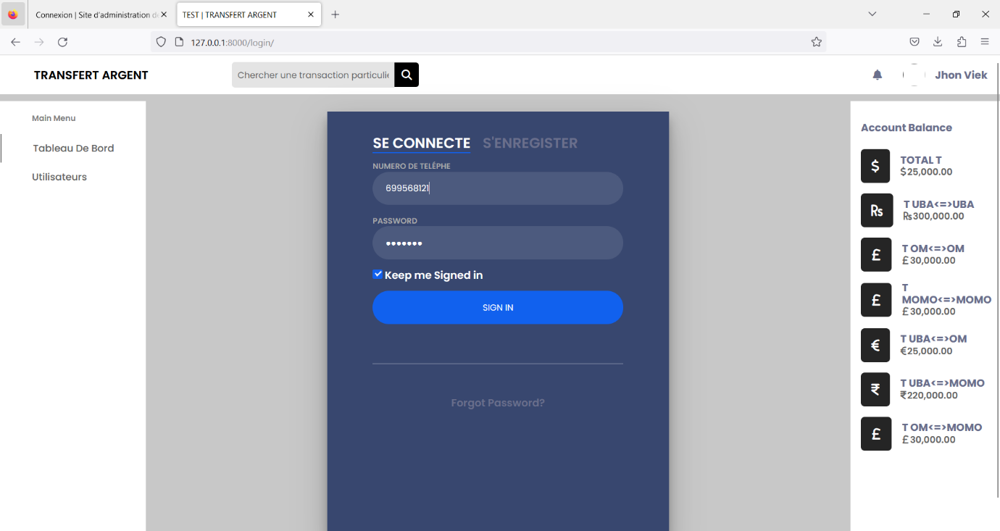 Connexion | Site d'administration d
TEST | TRANSFERT ARGENT
127.0.0.1:8000/login/
TRANSFERT ARGENT
Chercher une transaction particuliè
Jhon Viek
Main Menu
Tableau De Bord
Utilisateurs
SE CONNECTE S'ENREGISTER
NUMERO DE TELÉPHE
699568121
PASSWORD
•••••••
Keep me Signed in
SIGN IN
Forgot Password?
Account Balance
$
TOTAL T
$25,000.00
₨
T UBA<=>UBA
₨300,000.00
£
T OM<=>OM
£30,000.00
£
T
MOMO<=>MOMO
£30,000.00
€
T UBA<=>OM
€25,000.00
₹
T UBA<=>MOMO
₹220,000.00
£
T OM<=>MOMO
£30,000.00